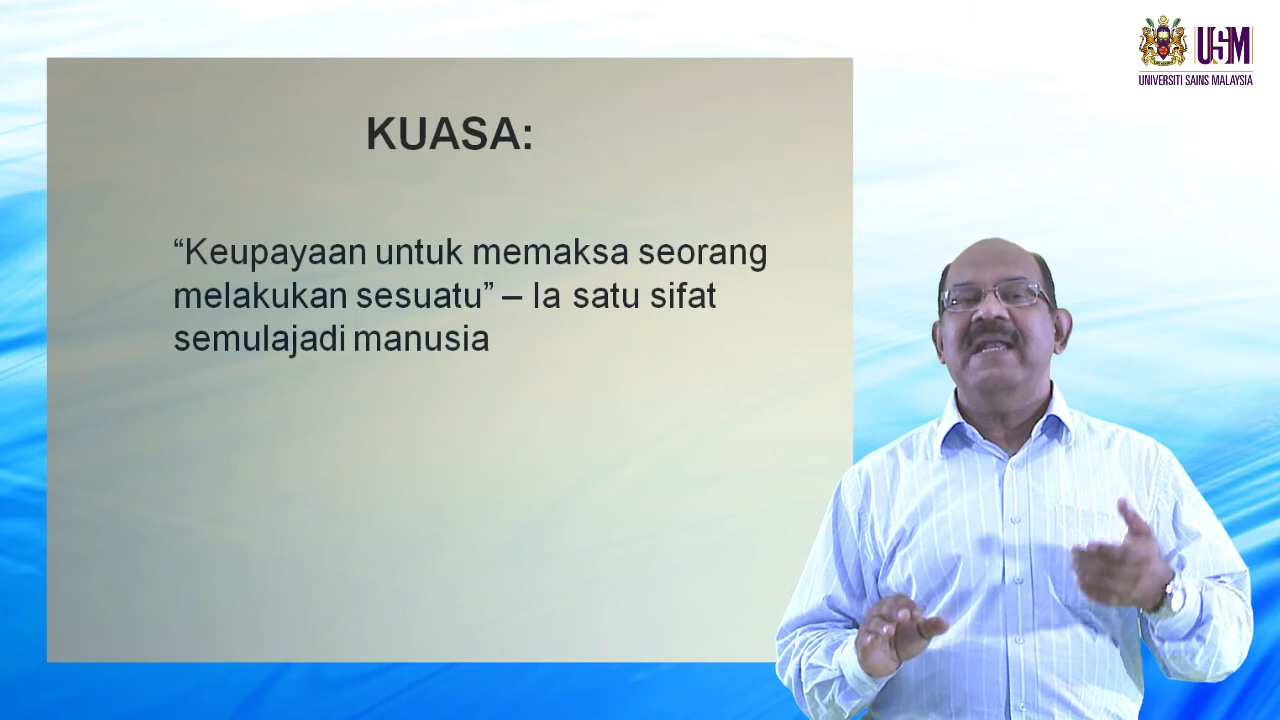 USM
UNIVERSITI SAINS MALAYSIA
KUASA:
“Keupayaan untuk memaksa seorang
melakukan sesuatu” – Ia satu sifat
semulajadi manusia